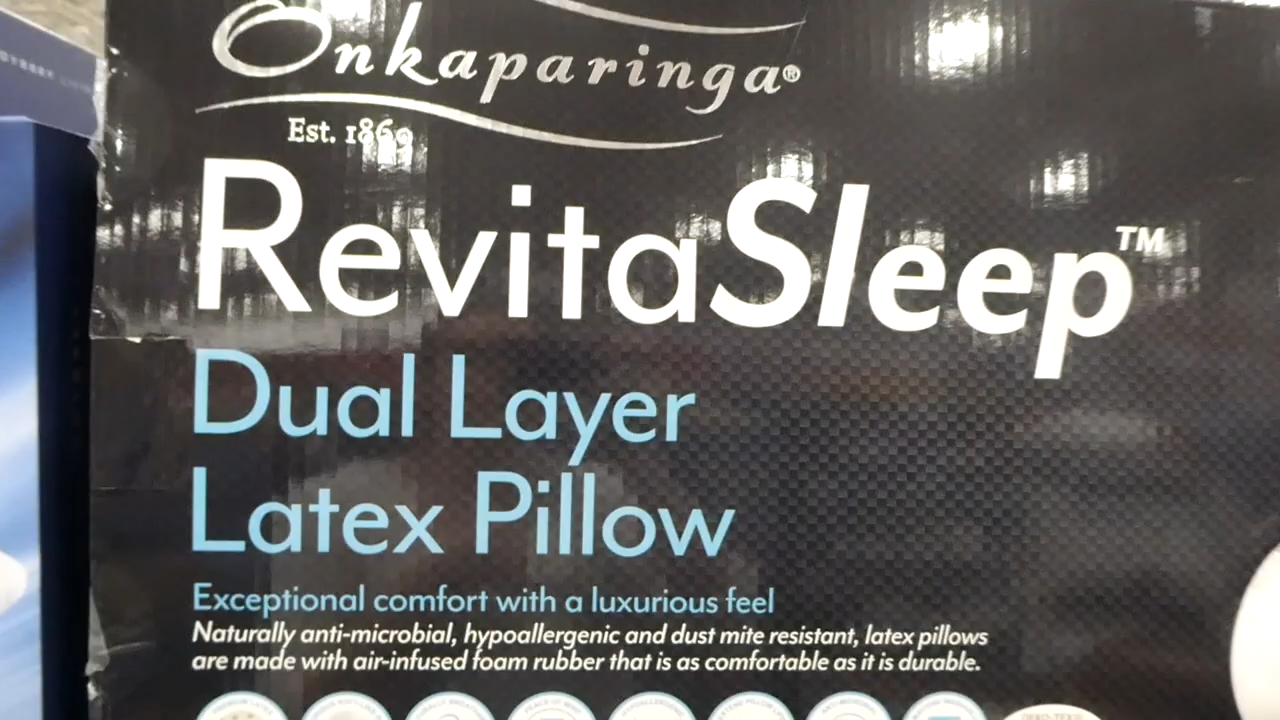 Onkaparinga®
Est. 1869
RevitaSleep™
Dual Layer
Latex Pillow
Exceptional comfort with a luxurious feel
Naturally anti-microbial, hypoallergenic and dust mite resistant, latex pillows
are made with air-infused foam rubber that is as comfortable as it is durable.